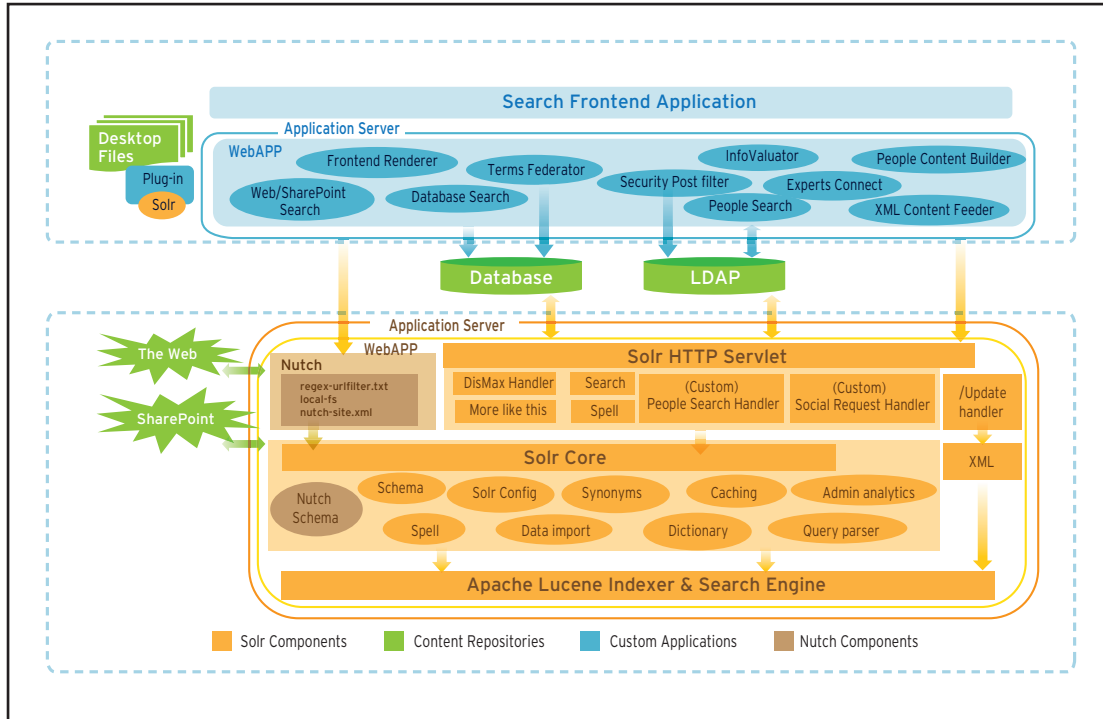 Search Frontend Application
Application Server
Desktop
Files
Plug-in
Solr
WebAPP
Frontend Renderer
Terms Federator
InfoValuator
People Content Builder
Web/SharePoint
Search
Database Search
Security Post filter
Experts Connect
People Search
XML Content Feeder
Database
LDAP
Application Server
The Web
SharePoint
WebAPP
Nutch
regex-urlfilter.txt
local-fs
nutch-site.xml
Solr HTTP Servlet
DisMax Handler
Search
More like this
Spell
(Custom)
People Search Handler
(Custom)
Social Request Handler
/Update
handler
XML
Solr Core
Nutch
Schema
Schema
Solr Config
Synonyms
Caching
Admin analytics
Spell
Data import
Dictionary
Query parser
Apache Lucene Indexer & Search Engine
Solr Components
Content Repositories
Custom Applications
Nutch Components